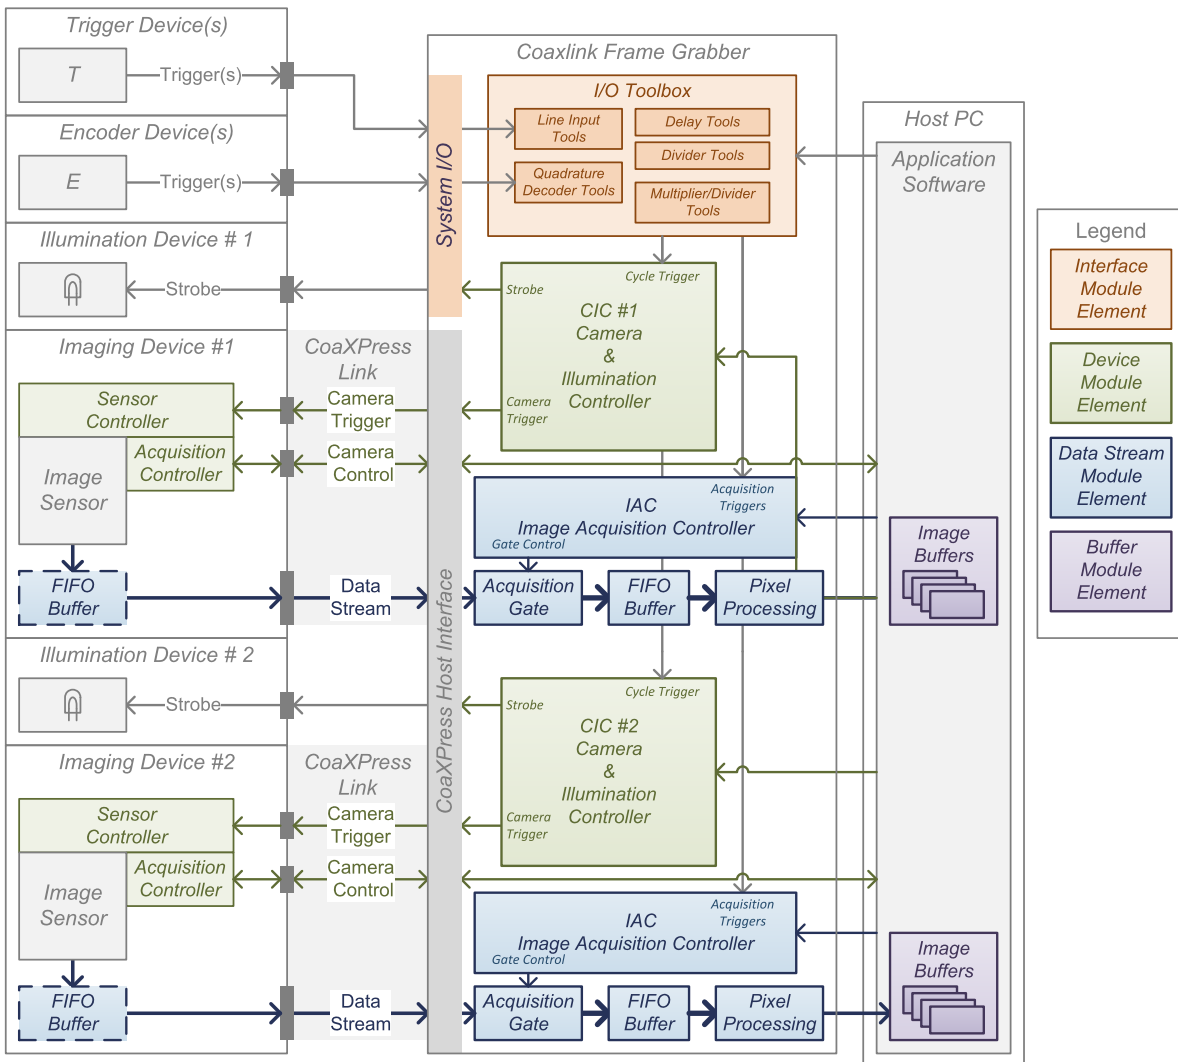 Trigger Device(s)
T
Trigger(s)
Encoder Device(s)
E
Trigger(s)
Illumination Device # 1
Strobe
Imaging Device #1
Sensor
Controller
Acquisition
Controller
Image
Sensor
FIFO
Buffer
CoaXPress
Link
Camera
Trigger
Camera
Control
Data
Stream
Illumination Device # 2
Strobe
Imaging Device #2
Sensor
Controller
Acquisition
Controller
Image
Sensor
FIFO
Buffer
CoaXPress
Link
Camera
Trigger
Camera
Control
Data
Stream
Coaxlink Frame Grabber
System I/O
CoaXPress Host Interface
I/O Toolbox
Line Input
Tools
Quadrature
Decoder Tools
Delay Tools
Divider Tools
Multiplier/Divider
Tools
Cycle Trigger
Strobe
CIC #1
Camera
&
Illumination
Controller
Camera
Trigger
Acquisition
Triggers
IAC
Image Acquisition Controller
Gate Control
Acquisition
Gate
FIFO
Buffer
Pixel
Processing
Cycle Trigger
Strobe
CIC #2
Camera
&
Illumination
Controller
Camera
Trigger
Acquisition
Triggers
IAC
Image Acquisition Controller
Gate Control
Acquisition
Gate
FIFO
Buffer
Pixel
Processing
Host PC
Application
Software
Image
Buffers
Image
Buffers
Legend
Interface
Module
Element
Device
Module
Element
Data Stream
Module
Element
Buffer
Module
Element